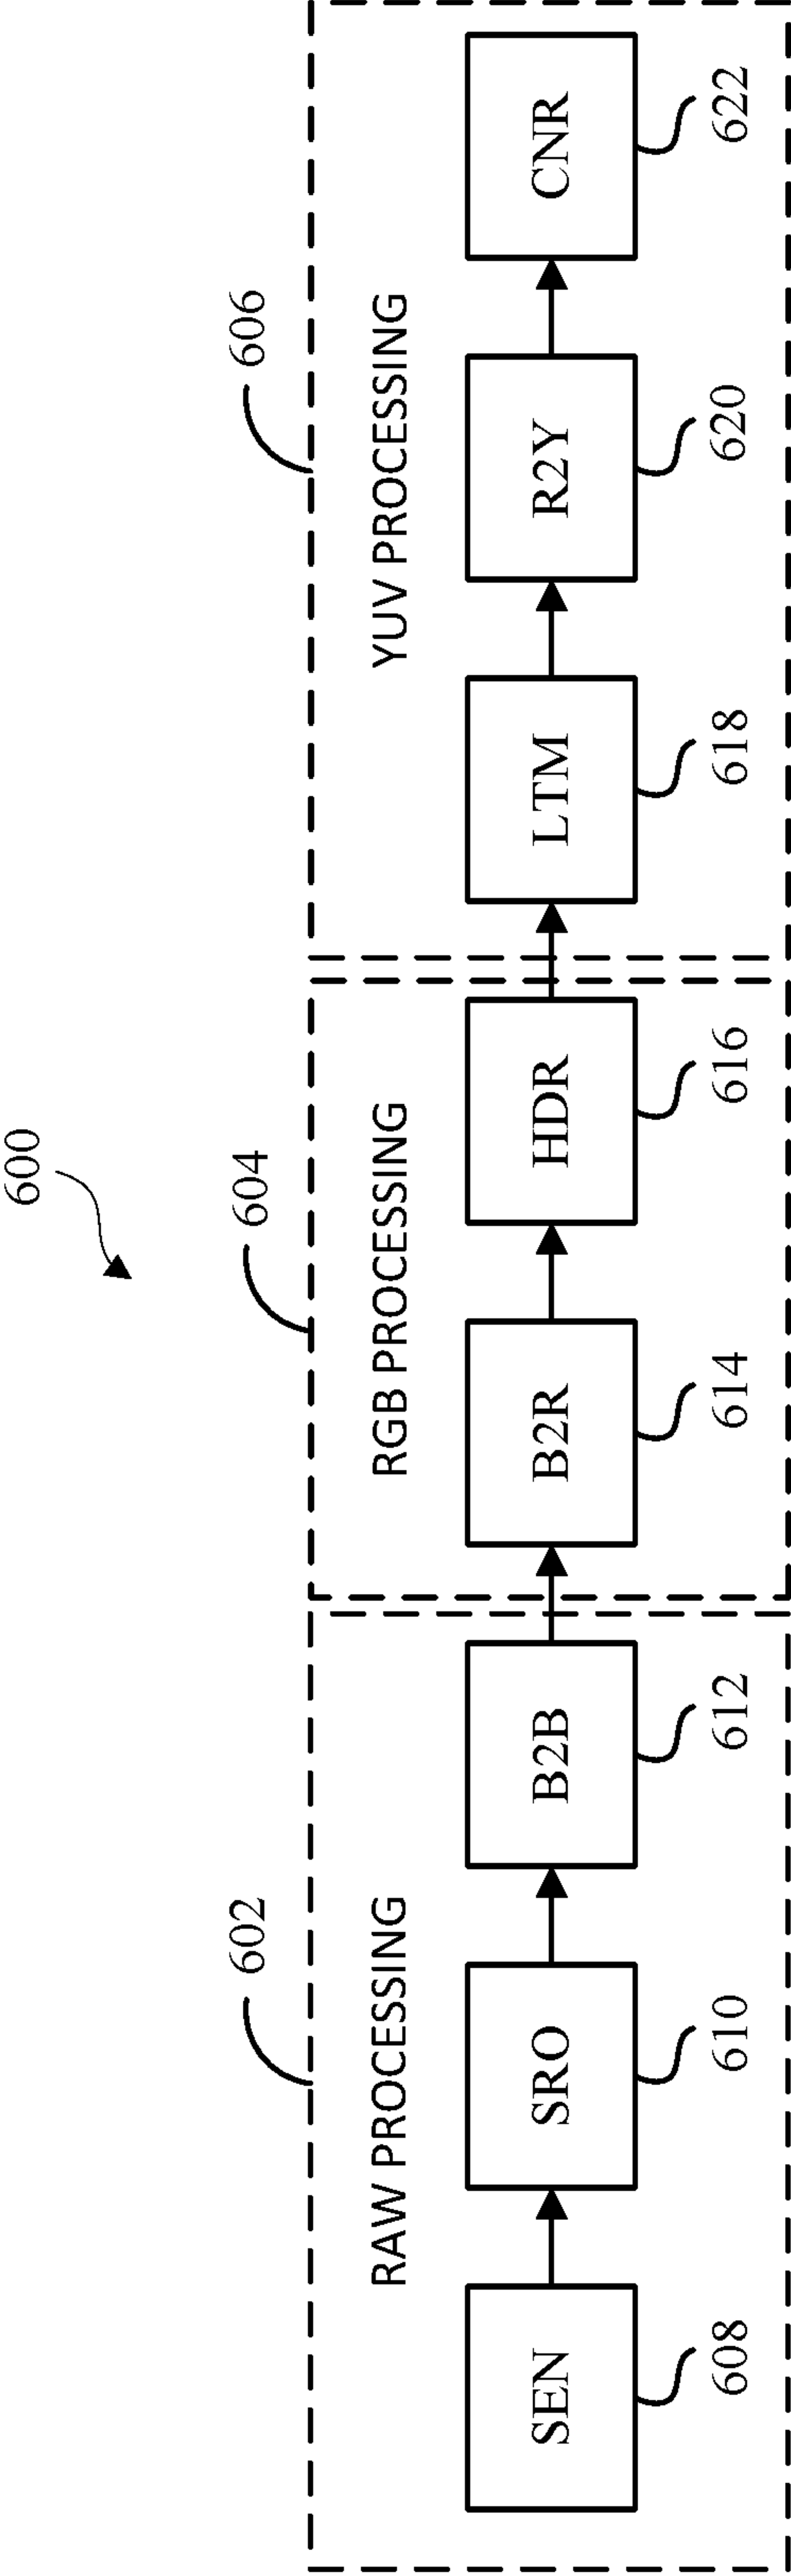 600
602
604
606
RAW PROCESSING
RGB PROCESSING
YUV PROCESSING
SEN
SRO
B2B
B2R
HDR
LTM
R2Y
CNR
608
610
612
614
616
618
620
622